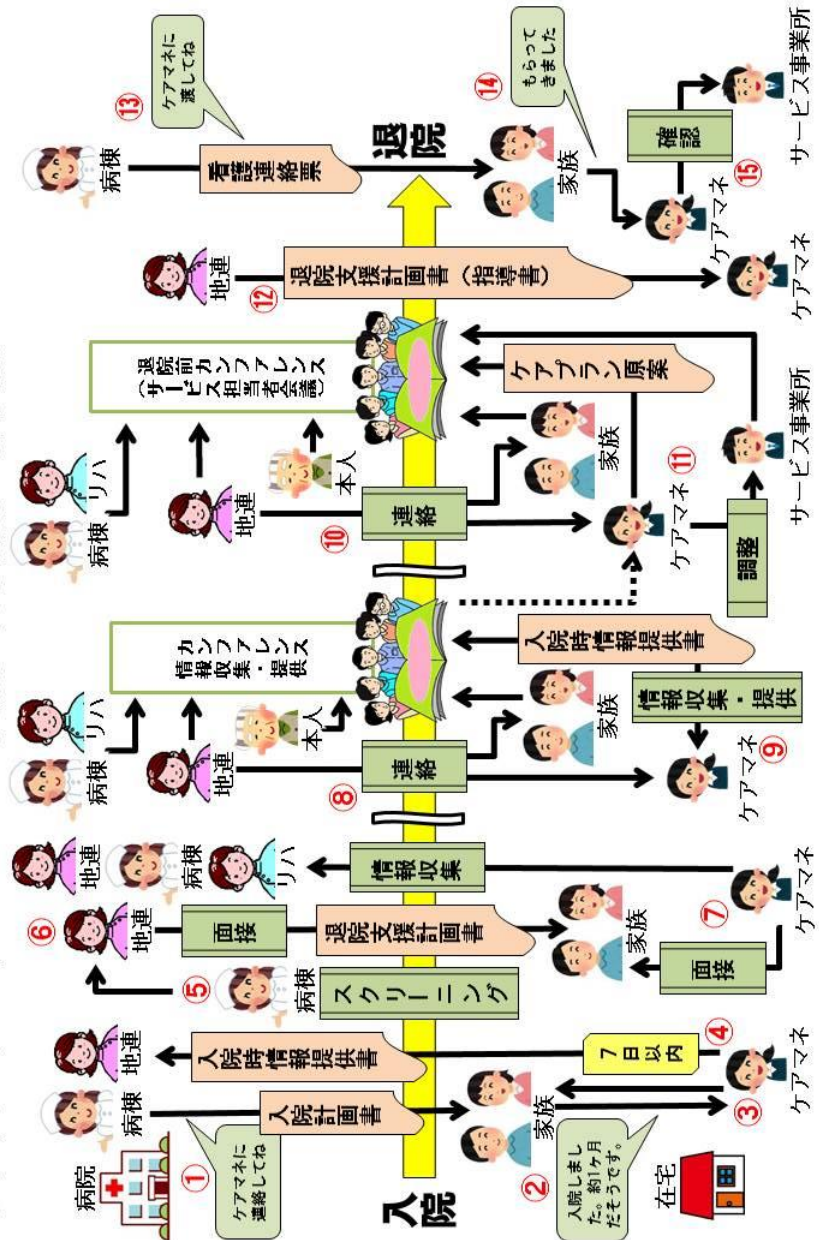 病院
①
ケアマネに
連絡してね
病棟
入院計画書
地連
入院時情報提供書
入院
②
入院しまし
た。約1ヶ月
だそうです。
家族
③
④
7日以内
ケアマネ
在宅
⑤
病棟
スクリーニング
⑥
地連
面接
退院支援計画書
家族
⑦
面接
ケアマネ
地連
病棟
リハ
情報収集
病棟
リハ
地連
本人
カンファレンス
情報収集・提供
⑧
連絡
家族
入院時情報提供書
情報収集・提供
⑨
ケアマネ
病棟
リハ
地連
本人
退院前カンファレンス
(サービス担当者会議)
⑩
連絡
家族
ケアプラン原案
⑪
ケアマネ
調整
サービス事業所
地連
⑫
退院支援計画書(指導書)
ケアマネ
病棟
⑬
ケアマネに
渡してね
看護連絡票
退院
家族
⑭
もらって
きました
ケアマネ
⑮
確認
サービス事業所